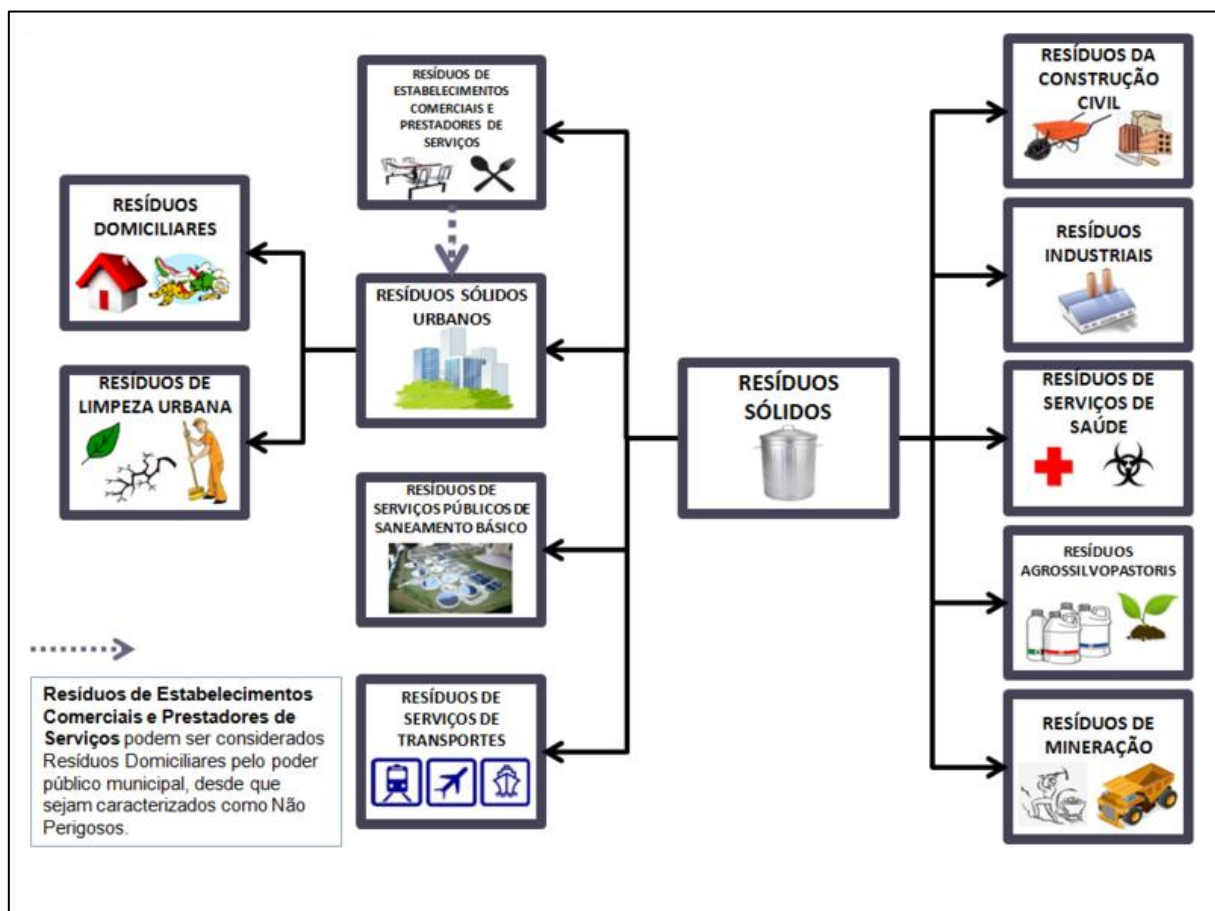 RESÍDUOS DE
ESTABELECIMENTOS
COMERCIAIS E
PRESTADORES DE
SERVIÇOS
RESÍDUOS DA
CONSTRUÇÃO
CIVIL
RESÍDUOS
DOMICILIARES
RESÍDUOS
INDUSTRIAIS
RESÍDUOS SÓLIDOS
URBANOS
RESÍDUOS
SÓLIDOS
RESÍDUOS DE
LIMPEZA URBANA
RESÍDUOS DE
SERVIÇOS DE
SAÚDE
RESÍDUOS DE
SERVIÇOS PÚBLICOS DE
SANEAMENTO BÁSICO
RESÍDUOS
AGROSSILVOPASTORIS
Resíduos de Estabelecimentos
Comerciais e Prestadores de
Serviços podem ser considerados
Resíduos Domiciliares pelo poder
público municipal, desde que
sejam caracterizados como Não
Perigosos.
RESÍDUOS DE
SERVIÇOS DE
TRANSPORTES
RESÍDUOS DE
MINERAÇÃO